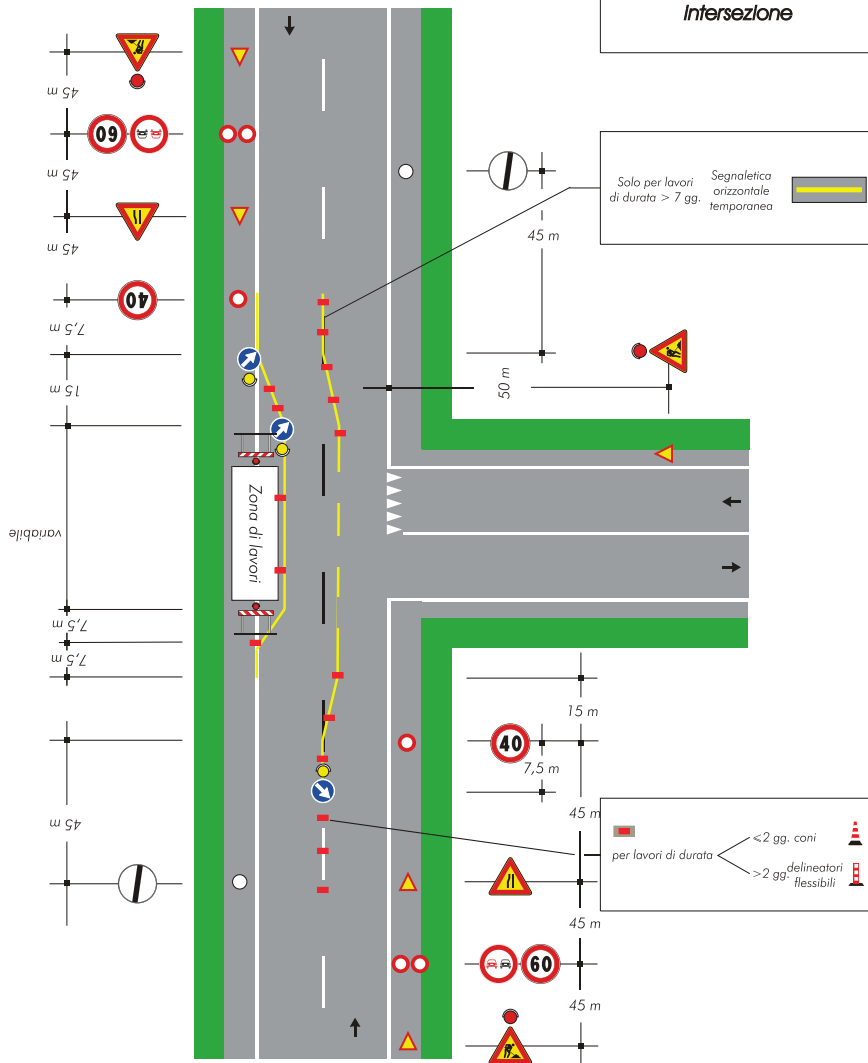 Intersezione
Solo per lavori
di durata > 7 gg.
Segnaletica
orizzontale
temporanea
45 m
60
45 m
45 m
45 m
40
7,5 m
50 m
15 m
Zona di lavori
variabile
7,5 m
7,5 m
15 m
40
7,5 m
45 m
45 m
per lavori di durata
≤2 gg. coni
>2 gg.
delineatori
flessibili
45 m
60
45 m